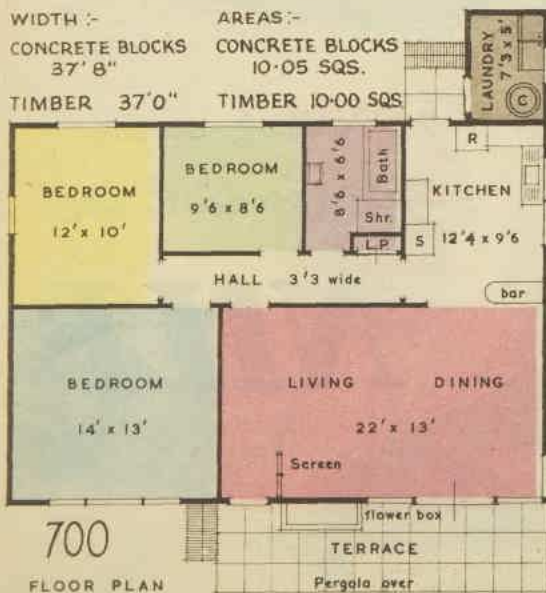 WIDTH :-
CONCRETE BLOCKS
37' 8"
TIMBER 37'0"
AREAS :-
CONCRETE BLOCKS
10·05 SQS.
TIMBER 10·00 SQS
LAUNDRY
7'3 x 5'
C
BEDROOM
12' x 10'
BEDROOM
9'6 x 8'6
8'6 x 6'6
Bath
Shr.
L.P.
R
KITCHEN
S
12'4 x 9'6
bar
HALL 3'3 wide
BEDROOM
14' x 13'
LIVING DINING
22' x 13'
Screen
flower box
700
FLOOR PLAN
TERRACE
Pergola over